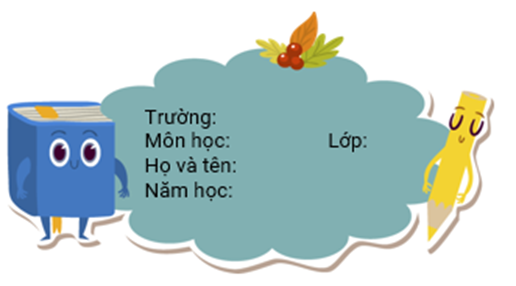 Trường:
Môn học: Lớp:
Họ và tên:
Năm học: